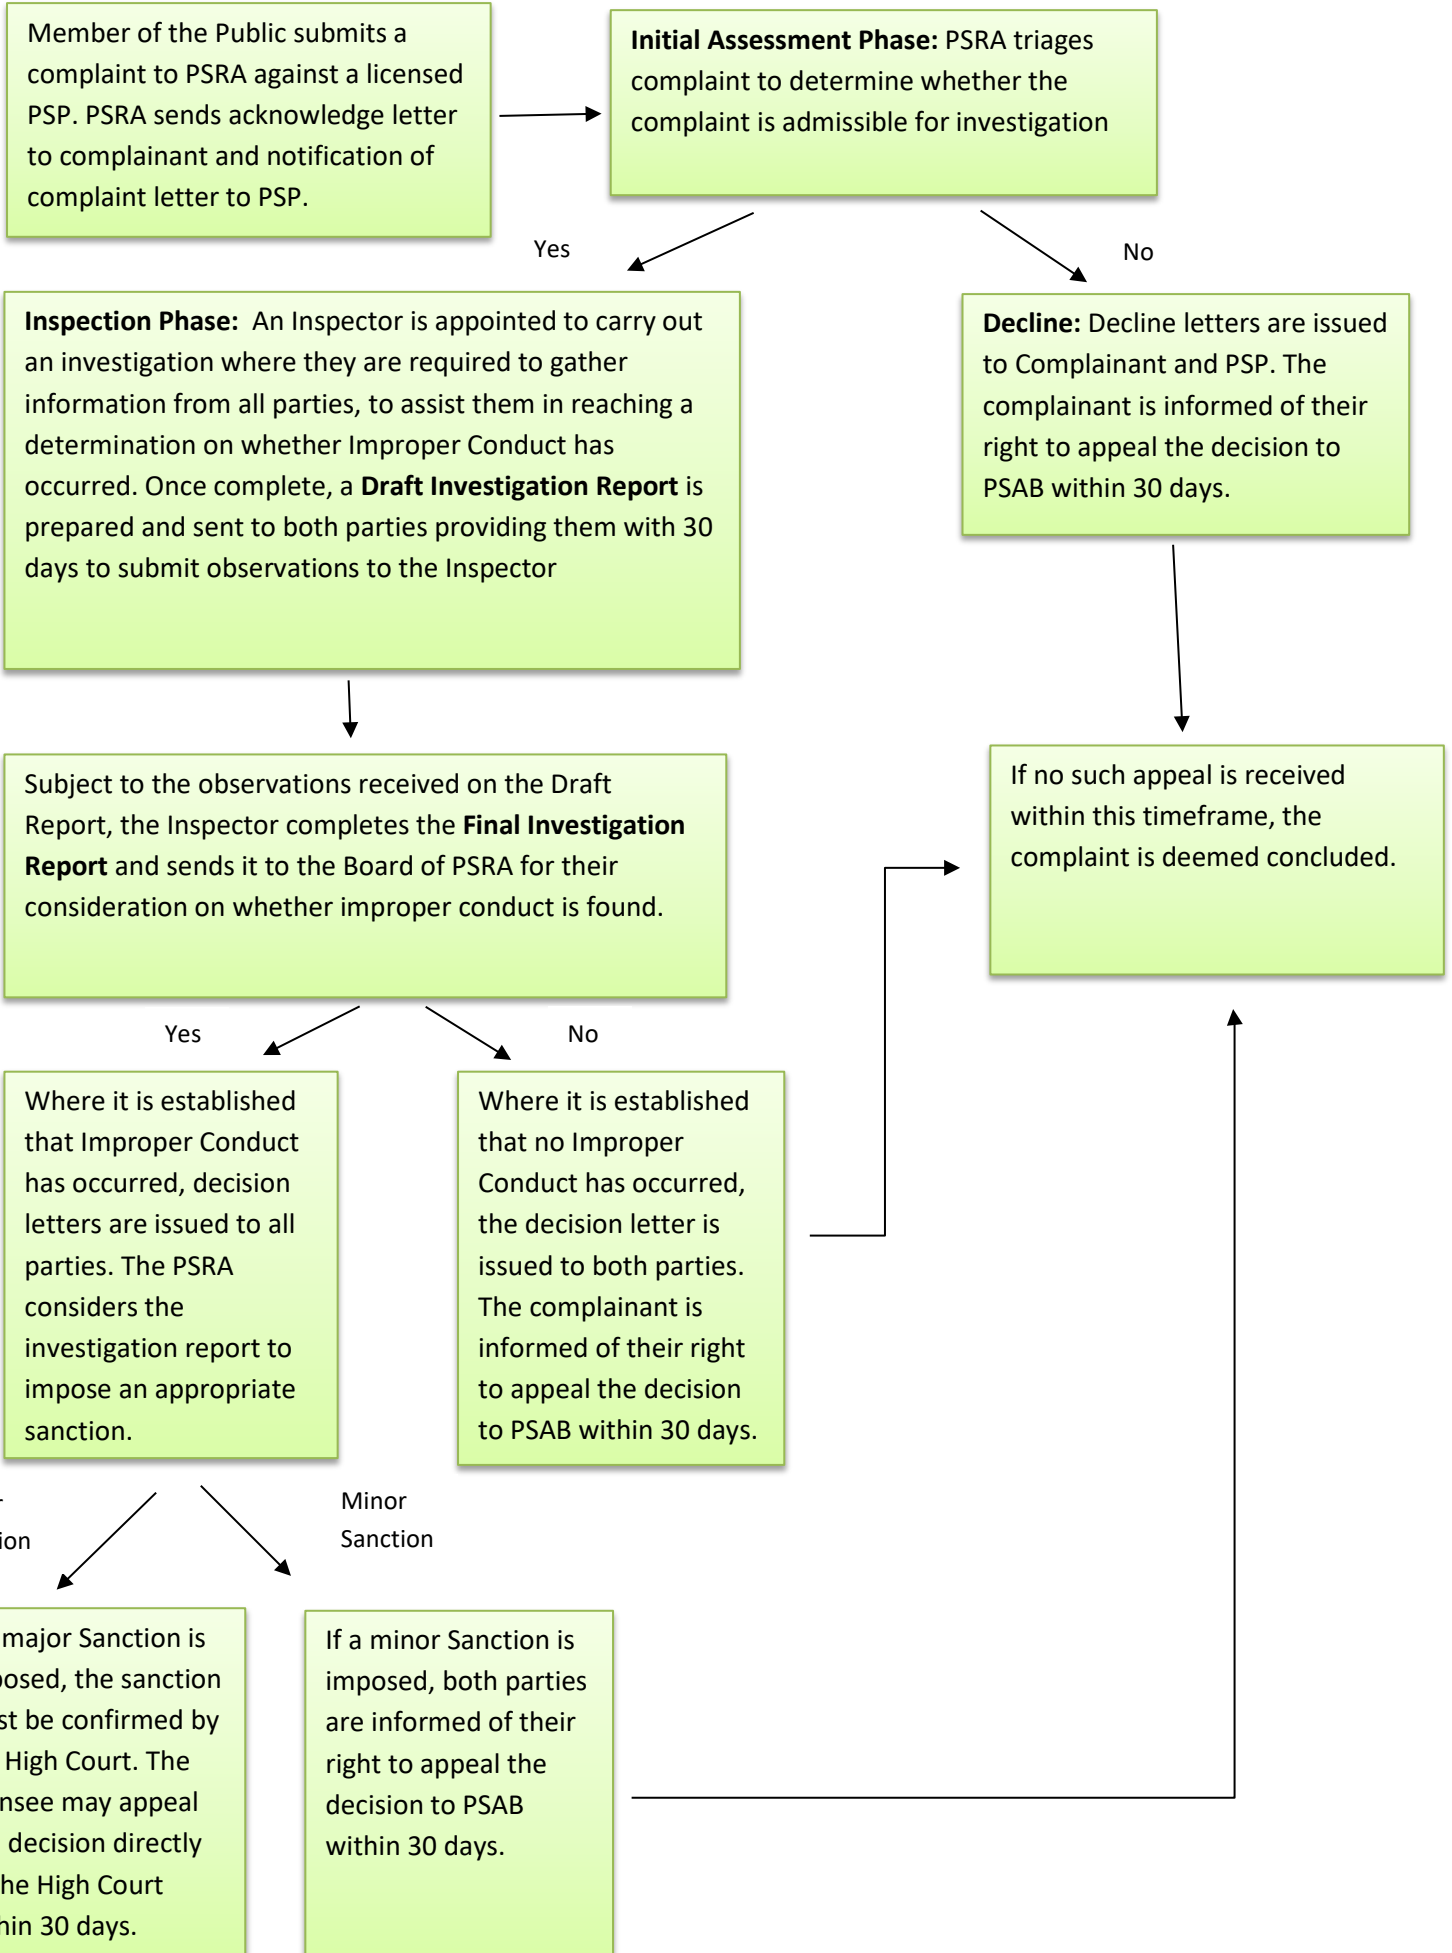 Member of the Public submits a
complaint to PSRA against a licensed
PSP. PSRA sends acknowledge letter
to complainant and notification of
complaint letter to PSP.
Initial Assessment Phase: PSRA triages
complaint to determine whether the
complaint is admissible for investigation
Yes
No
Inspection Phase:  An Inspector is appointed to carry out
an investigation where they are required to gather
information from all parties, to assist them in reaching a
determination on whether Improper Conduct has
occurred. Once complete, a Draft Investigation Report is
prepared and sent to both parties providing them with 30
days to submit observations to the Inspector
Decline: Decline letters are issued
to Complainant and PSP. The
complainant is informed of their
right to appeal the decision to
PSAB within 30 days.
Subject to the observations received on the Draft
Report, the Inspector completes the Final Investigation
Report and sends it to the Board of PSRA for their
consideration on whether improper conduct is found.
If no such appeal is received
within this timeframe, the
complaint is deemed concluded.
Yes
No
Where it is established
that Improper Conduct
has occurred, decision
letters are issued to all
parties. The PSRA
considers the
investigation report to
impose an appropriate
sanction.
Where it is established
that no Improper
Conduct has occurred,
the decision letter is
issued to both parties.
The complainant is
informed of their right
to appeal the decision
to PSAB within 30 days.
Minor
Sanction
major Sanction is
the sanction
be confirmed by
High Court. The
may appeal
decision directly
High Court
30 days.
If a minor Sanction is
imposed, both parties
are informed of their
right to appeal the
decision to PSAB
within 30 days.